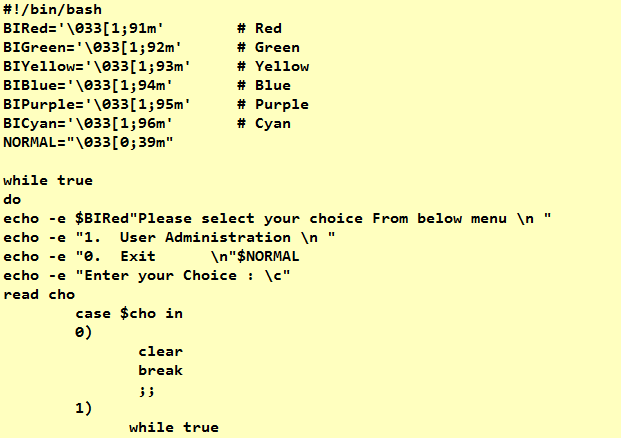 #!/bin/bash
BIRed='\033[1;91m'        # Red
BIGreen='\033[1;92m'      # Green
BIYellow='\033[1;93m'     # Yellow
BIBlue='\033[1;94m'       # Blue
BIPurple='\033[1;95m'     # Purple
BICyan='\033[1;96m'       # Cyan
NORMAL="\033[0;39m"

while true
do
echo -e $BIRed"Please select your choice From below menu \n "
echo -e "1.  User Administration \n "
echo -e "0.  Exit      \n"$NORMAL
echo -e "Enter your Choice : \c"
read cho
        case $cho in
        0)
               clear
               break
               ;;
        1)
              while true